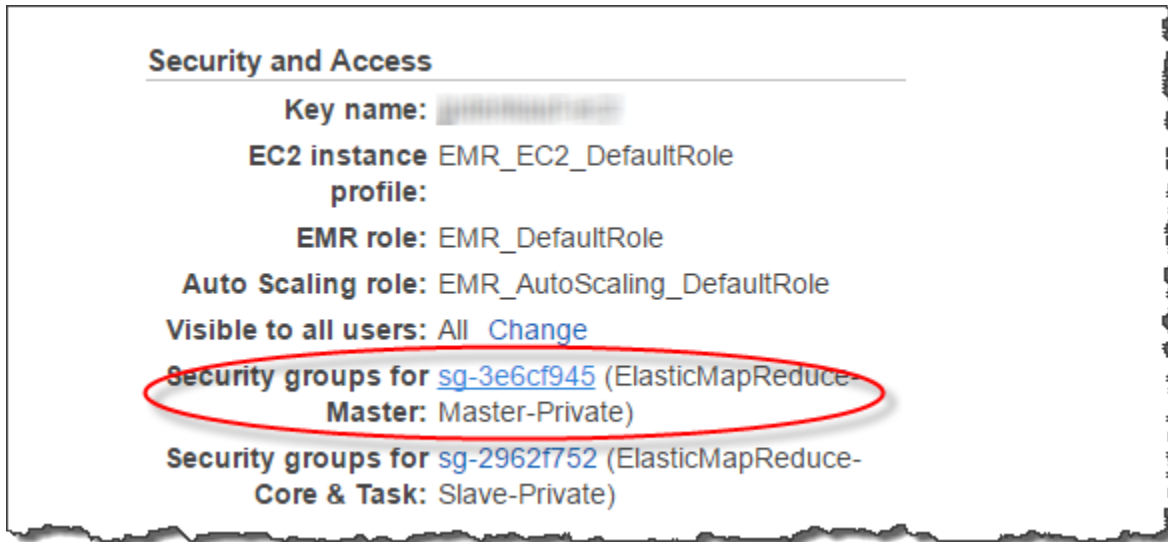 Security and Access
Key name:
EC2 instance EMR_EC2_DefaultRole
profile:
EMR role: EMR_DefaultRole
Auto Scaling role: EMR_AutoScaling_DefaultRole
Visible to all users: All Change
Security groups for sg-3e6cf945 (ElasticMapReduce-
Master: Master-Private)
Security groups for sg-2962f752 (ElasticMapReduce-
Core & Task: Slave-Private)